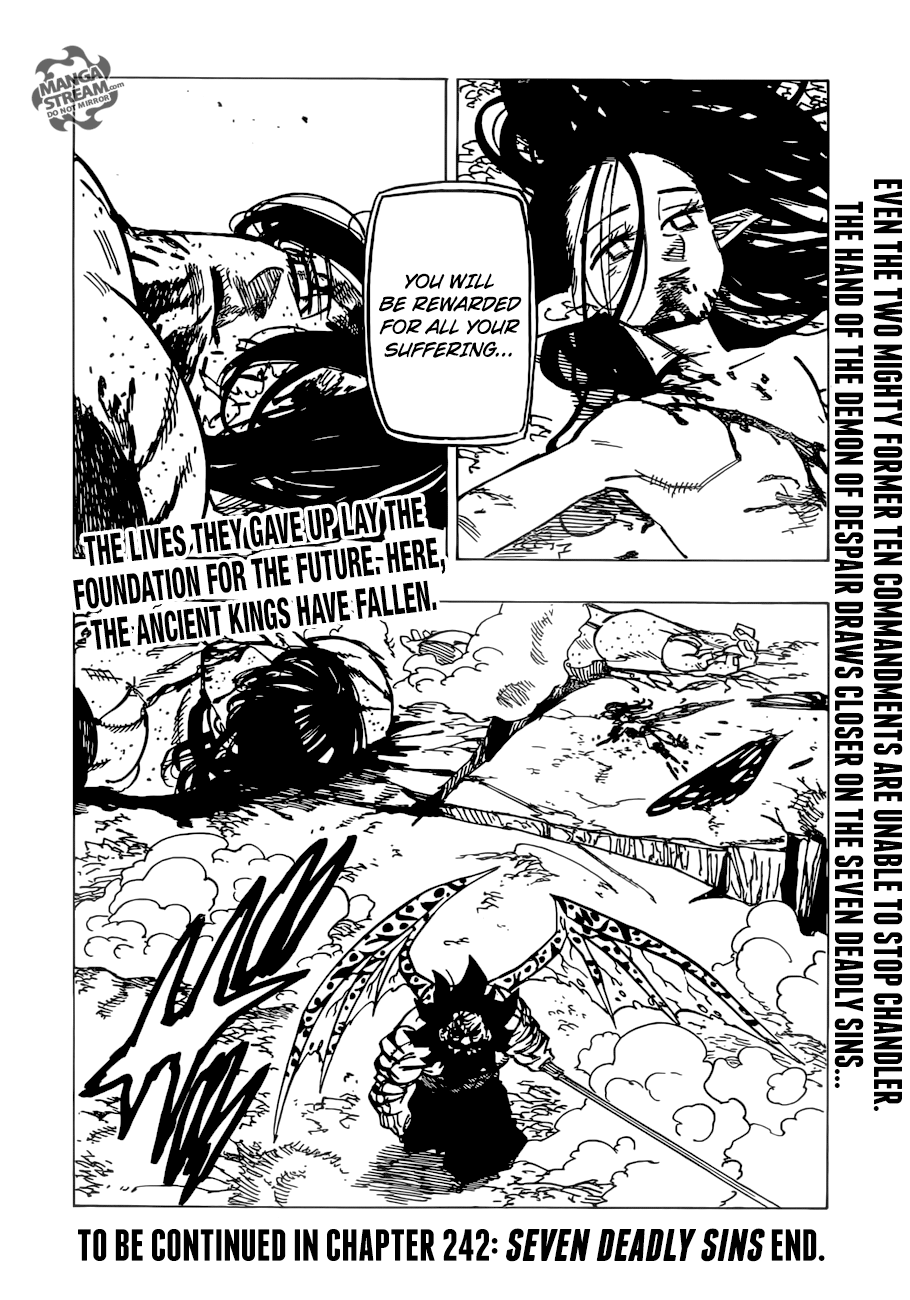 MANGA
STREAM.com
DO NOT MIRROR
YOU WILL
BE REWARDED
FOR ALL YOUR
SUFFERING...
THE LIVES THEY GAVE UP LAY THE
FOUNDATION FOR THE FUTURE. HERE,
THE ANCIENT KINGS HAVE FALLEN.
EVEN THE TWO MIGHTY FORMER TEN COMMANDMENTS ARE UNABLE TO STOP CHANDLER.
THE HAND OF THE DEMON OF DESPAIR DRAWS CLOSER ON THE SEVEN DEADLY SINS...
TO BE CONTINUED IN CHAPTER 242: SEVEN DEADLY SINS END.